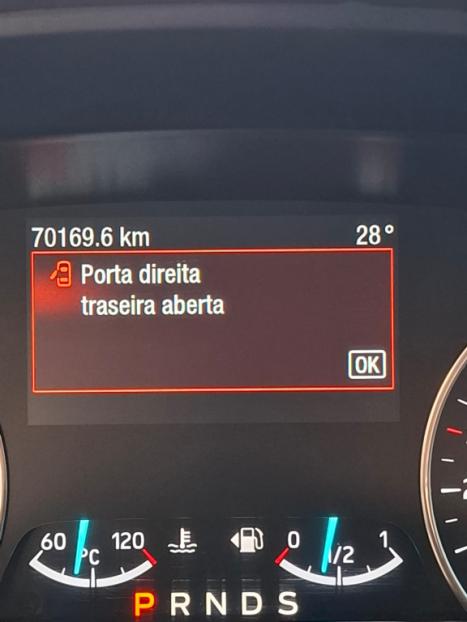 70169.6 km 28°
Porta direita
traseira aberta
OK
60 °C 120 0 1/2 1
P R N D S